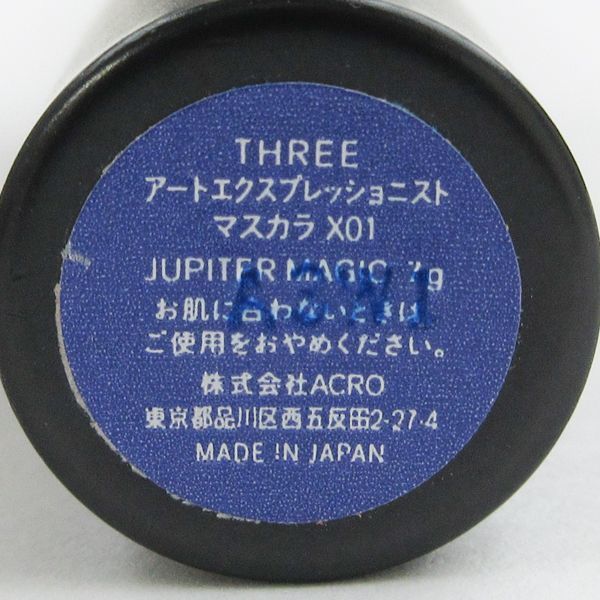 THREE
アートエクスプレッショニスト
マスカラ X01
JUPITER MAGIC 7g
お肌に合わないときは
ご使用をおやめください。
株式会社ACRO
東京都品川区西五反田2-27-4
MADE IN JAPAN